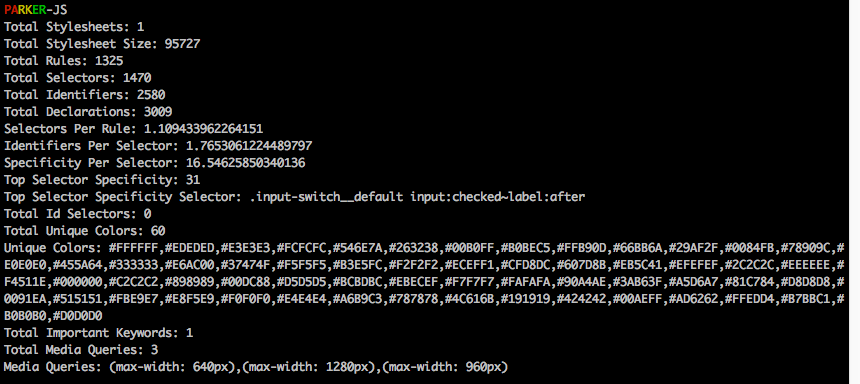 PARKER-JS
Total Stylesheets: 1
Total Stylesheet Size: 95727
Total Rules: 1325
Total Selectors: 1470
Total Identifiers: 2580
Total Declarations: 3009
Selectors Per Rule: 1.109433962264151
Identifiers Per Selector: 1.7653061224489797
Specificity Per Selector: 16.54625850340136
Top Selector Specificity: 31
Top Selector Specificity Selector: .input-switch__default input:checked~label:after
Total Id Selectors: 0
Total Unique Colors: 60
Unique Colors: #FFFFFF,#EDEDED,#E3E3E3,#FCFCFC,#546E7A,#263238,#00B0FF,#B0BEC5,#FFB90D,#66BB6A,#29AF2F,#0084FB,#78909C,#
E0E0E0,#455A64,#333333,#E6AC00,#37474F,#F5F5F5,#B3E5FC,#F2F2F2,#ECEFF1,#CFD8DC,#607D8B,#EB5C41,#EFEFEF,#2C2C2C,#EEEEEE,#
F4511E,#000000,#C2C2C2,#898989,#00DC88,#D5D5D5,#BCBDBC,#EBECEF,#F7F7F7,#FAFAFA,#90A4AE,#3AB63F,#A5D6A7,#81C784,#D8D8D8,#
0091EA,#515151,#FBE9E7,#E8F5E9,#F0F0F0,#E4E4E4,#A6B9C3,#787878,#4C616B,#191919,#424242,#00AEFF,#AD6262,#FFEDD4,#B7BBC1,#
B0B0B0,#D0D0D0
Total Important Keywords: 1
Total Media Queries: 3
Media Queries: (max-width: 640px),(max-width: 1280px),(max-width: 960px)